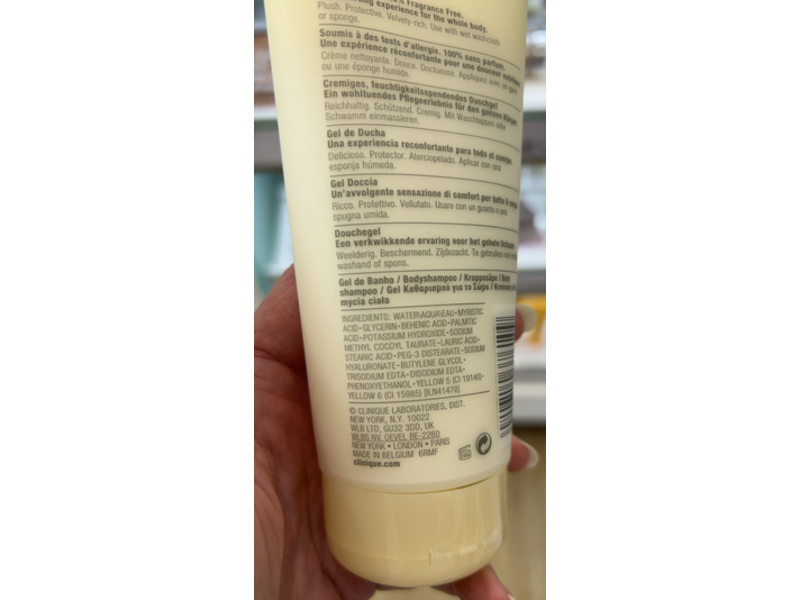 100% Fragrance Free.
experience for the whole body.
Plush. Protective. Velvety-rich. Use with wet washcloth
or sponge.
Soumis à des tests d'allergie. 100% sans parfum.
Une expérience réconfortante pour une douceur extrême.
Crème nettoyante. Douce. Onctueuse. Appliquez avec un gant
ou une éponge humide.
Cremiges, feuchtigkeitsspendendes Duschgel
Ein wohltuendes Pflegeerlebnis für den ganzen Körper
Reichhaltig. Schützend. Cremig. Mit Waschlappen oder
Schwamm einmassieren.
Gel de Ducha
Una experiencia reconfortante para todo el cuerpo.
Delicioso. Protector. Aterciopelado. Aplicar con una
esponja húmeda.
Gel Doccia
Un'avvolgente sensazione di comfort per tutto il corpo
Ricco. Protettivo. Vellutato. Usare con un guanto o una
spugna umida.
Douchegel
Een verkwikkende ervaring voor het gehele lichaam.
Weelderig. Beschermend. Zijdezacht. Te gebruiken met
washand of spons.
Gel de Banho / Bodyshampoo / Kroppssåpe / Body
shampoo / Gel Καθαρισμού για το Σώμα /
mycia ciała
INGREDIENTS: WATER\AQUA\EAU•MYRISTIC
ACID•GLYCERIN•BEHENIC ACID•PALMITIC
ACID•POTASSIUM HYDROXIDE•SODIUM
METHYL COCOYL TAURATE•LAURIC ACID•
STEARIC ACID•PEG-3 DISTEARATE•SODIUM
HYALURONATE•BUTYLENE GLYCOL•
TRISODIUM EDTA•DISODIUM EDTA•
PHENOXYETHANOL•YELLOW 5 (CI 19140)•
YELLOW 6 (CI 15985) [ILN41478]
© CLINIQUE LABORATORIES, DIST.
NEW YORK, N.Y. 10022
WLB LTD, GU32 3DD, UK
WLBS NV, OEVEL BE-2260
NEW YORK • LONDON • PARIS
MADE IN BELGIUM 6RMF
clinique.com